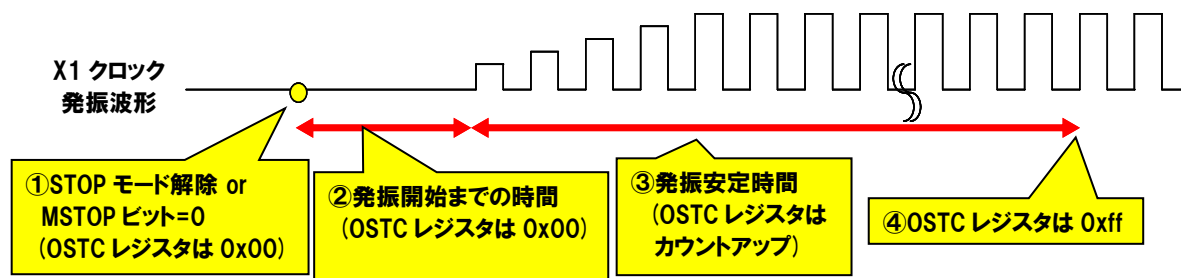 X1 クロック
発振波形
①STOP モード解除 or
MSTOP ビット=0
(OSTC レジスタは 0x00)
②発振開始までの時間
(OSTC レジスタは 0x00)
③発振安定時間
(OSTC レジスタは
カウントアップ)
④OSTC レジスタは 0xff